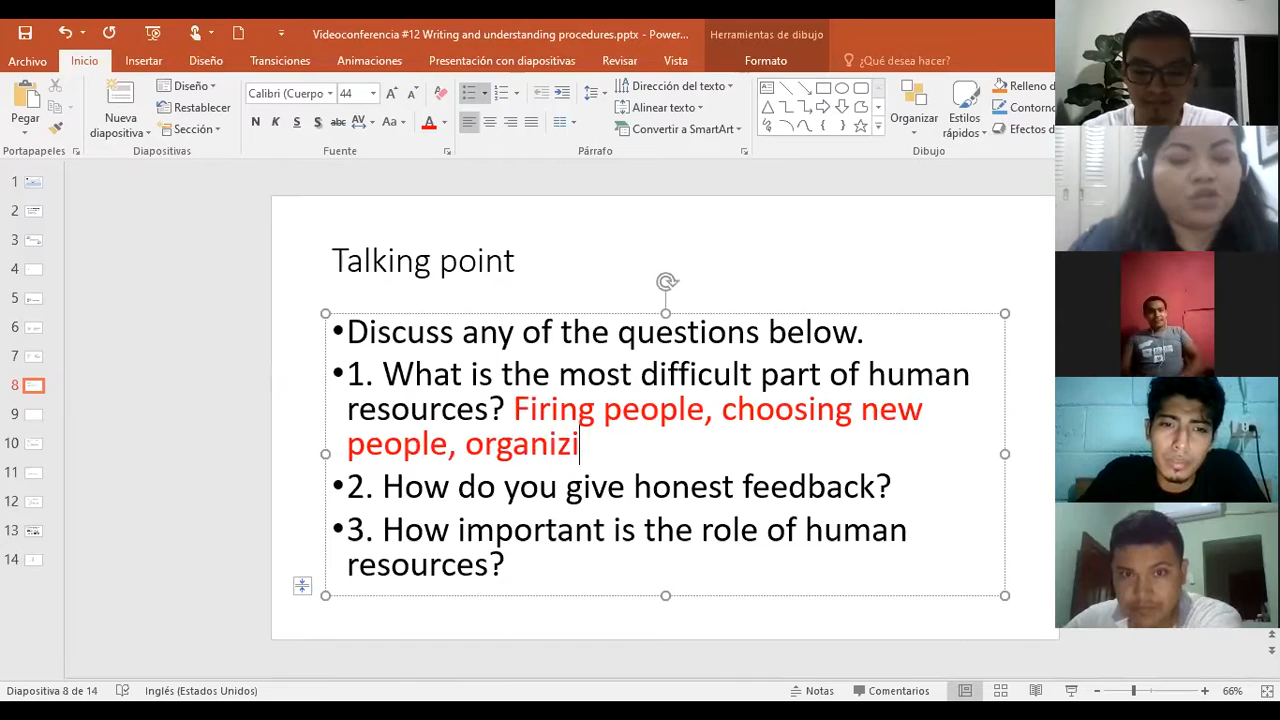 Videoconferencia #12 Writing and understanding procedures.pptx - Power...
Herramientas de dibujo
Archivo
Inicio
Insertar
Diseño
Transiciones
Animaciones
Presentación con diapositivas
Revisar
Vista
Formato
¿Qué desea hacer?
Pegar
Nueva
diapositiva
Diseño
Restablecer
Sección
Calibri (Cuerpo)
44
N K S S abc AV Aa A
Dirección del texto
Alinear texto
Convertir a SmartArt
Organizar
Estilos
rápidos
Relleno
Contorno
Efectos
Portapapeles
Diapositivas
Fuente
Párrafo
Dibujo
1
2
3
4
5
6
7
8
9
10
11
12
13
14
Talking point
•Discuss any of the questions below.
•1. What is the most difficult part of human
resources? Firing people, choosing new
people, organizi
•2. How do you give honest feedback?
•3. How important is the role of human
resources?
Diapositiva 8 de 14
Inglés (Estados Unidos)
Notas
Comentarios
66%